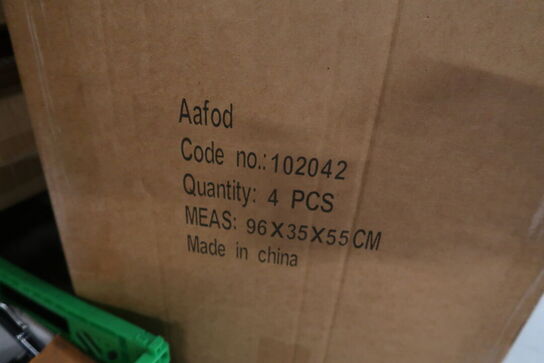 Aafod
Code no.:102042
Quantity: 4 PCS
MEAS: 96X35X55CM
Made in china